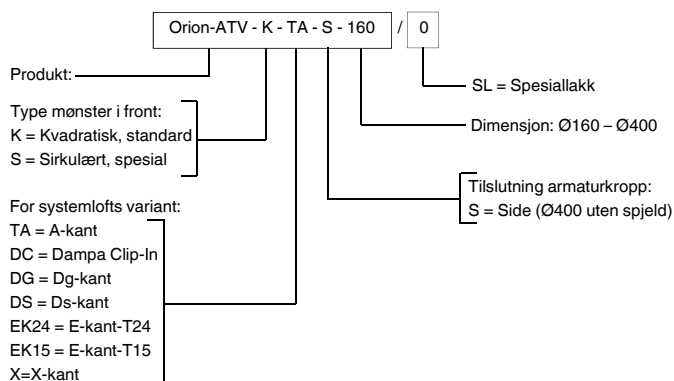 Orion-ATV - K - TA - S - 160 / 0
Produkt:
SL = Spesiallakk
Type mønster i front:
K = Kvadratisk, standard
S = Sirkulært, spesial
Dimensjon: Ø160 – Ø400
Tilslutning armaturkropp:
S = Side (Ø400 uten spjeld)
For systemlofts variant:
TA = A-kant
DC = Dampa Clip-In
DG = Dg-kant
DS = Ds-kant
EK24 = E-kant-T24
EK15 = E-kant-T15
X=X-kant